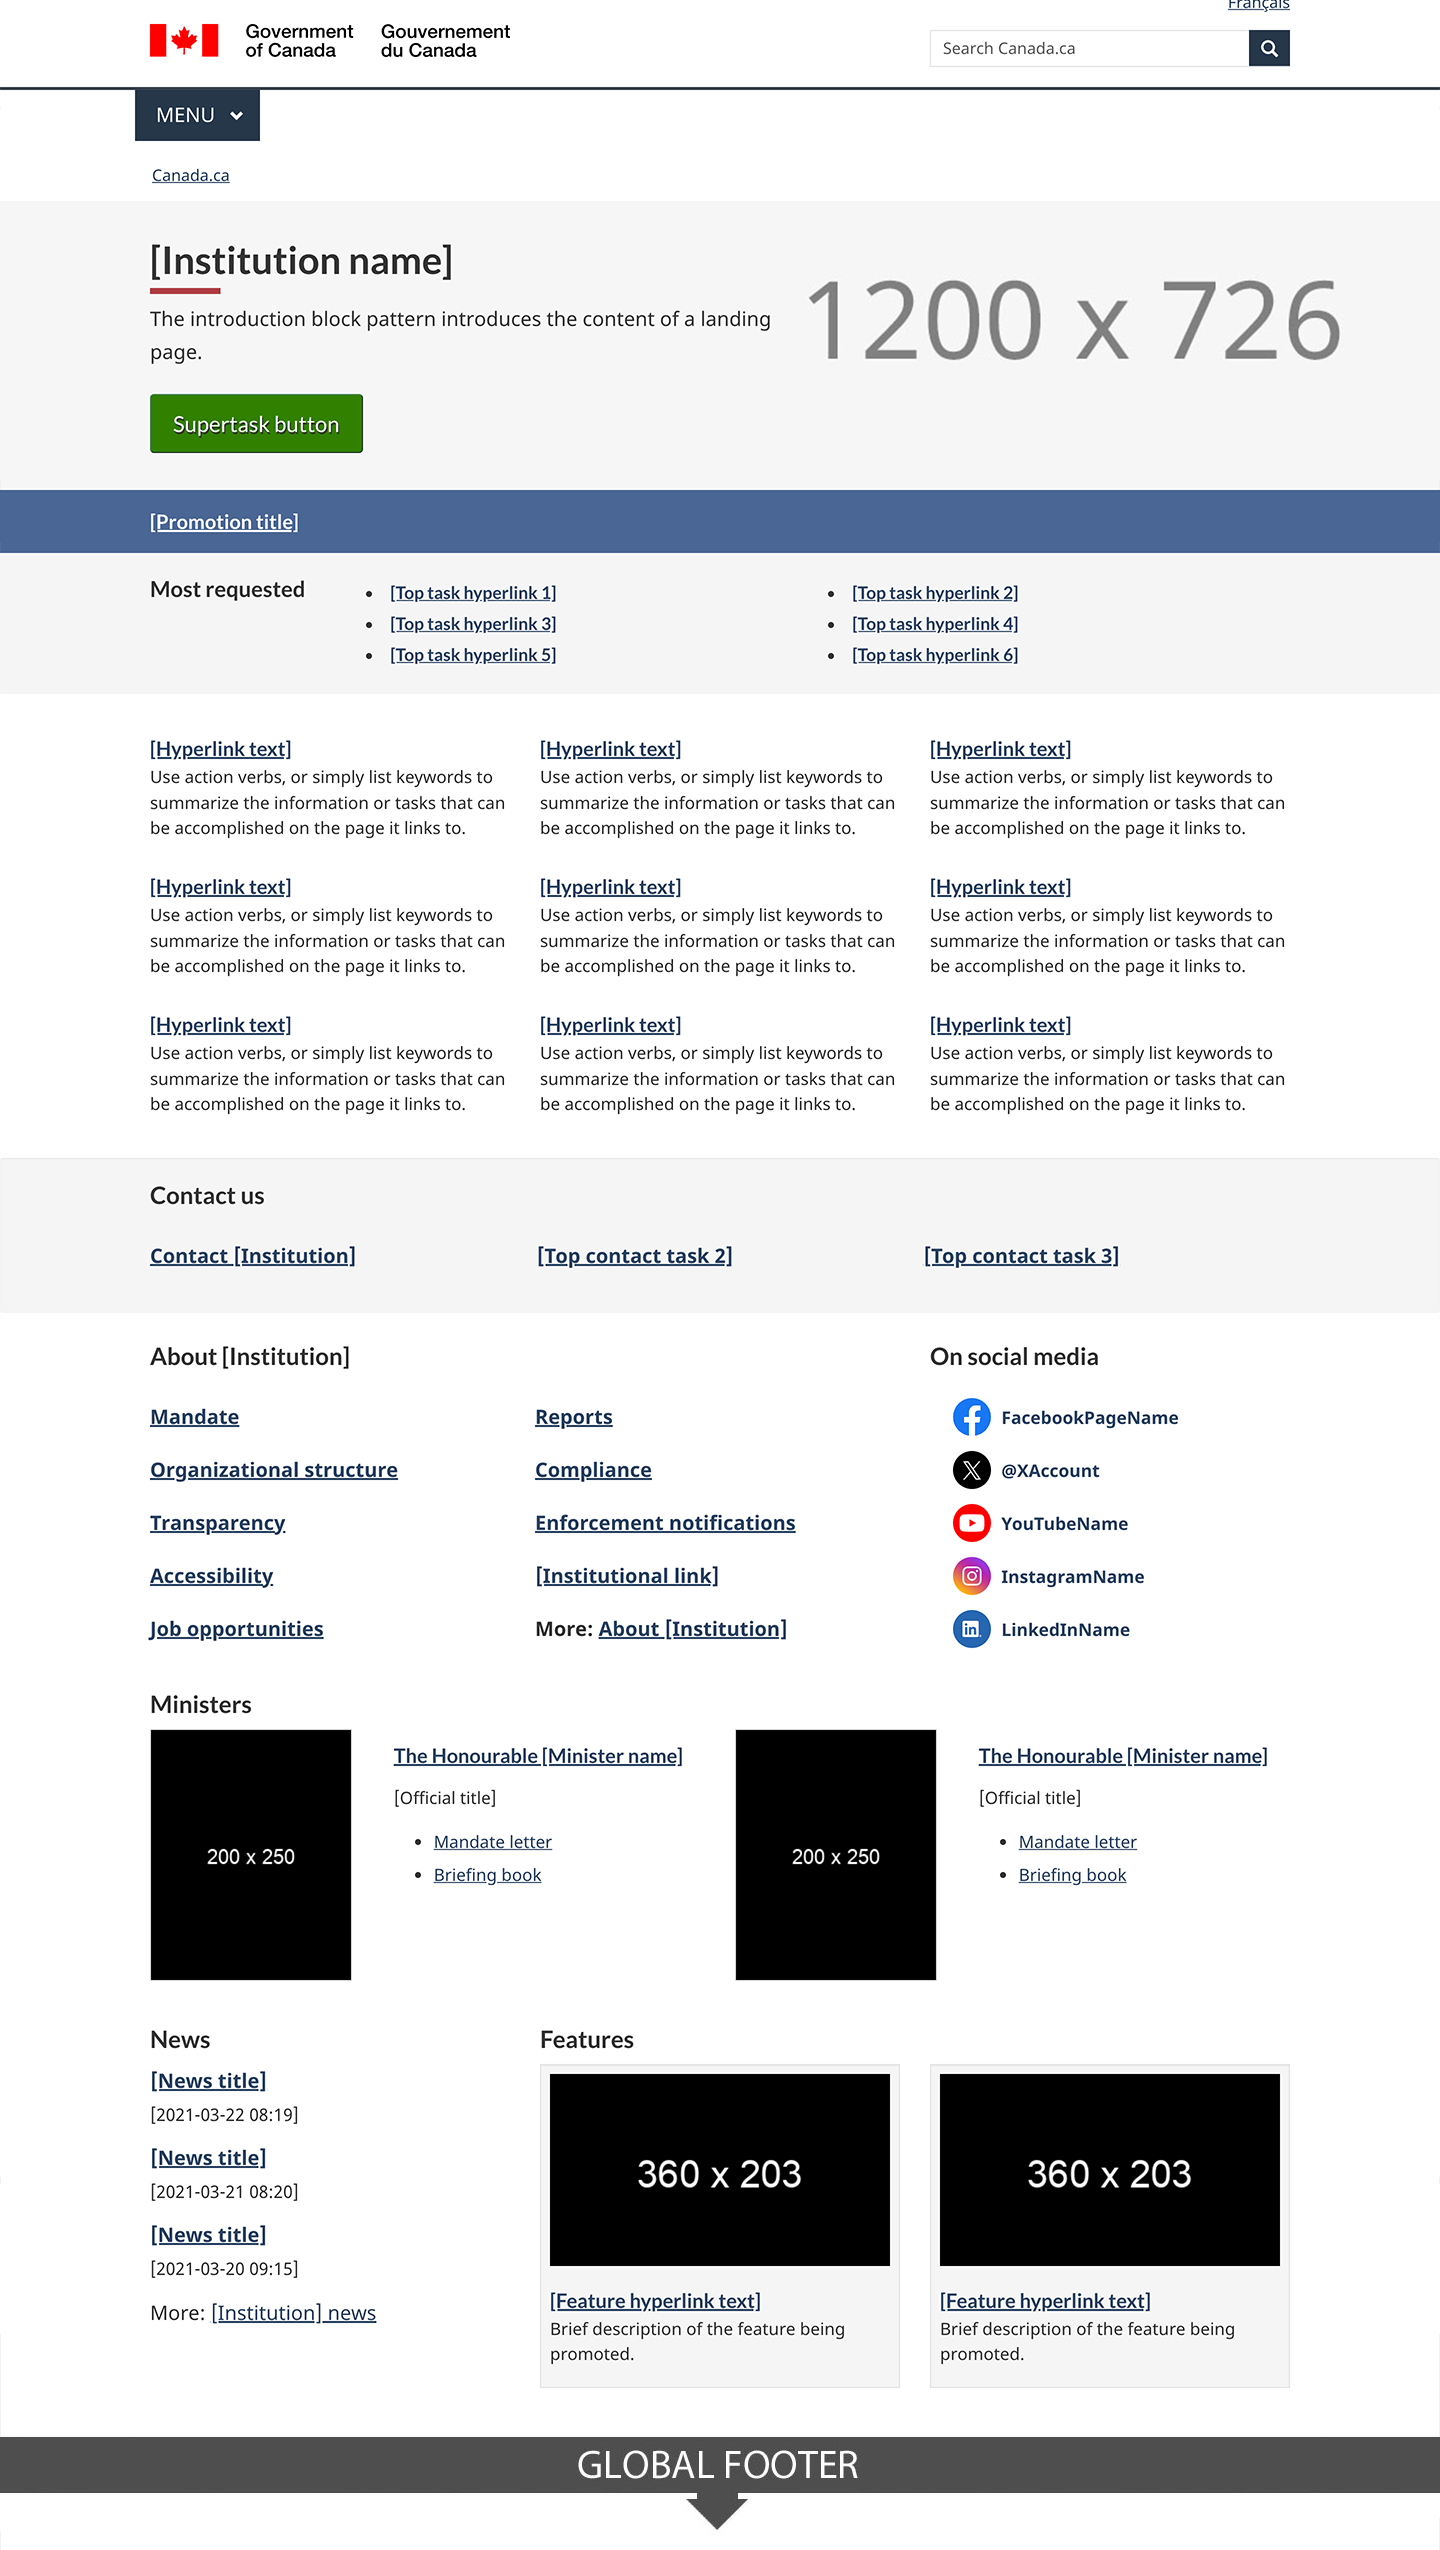 Français
Government
of Canada
Gouvernement
du Canada
Search Canada.ca
MENU
Canada.ca
[Institution name]
The introduction block pattern introduces the content of a landing
page.
1200 x 726
Supertask button
[Promotion title]
Most requested
[Top task hyperlink 1]
[Top task hyperlink 2]
[Top task hyperlink 3]
[Top task hyperlink 4]
[Top task hyperlink 5]
[Top task hyperlink 6]
[Hyperlink text]
Use action verbs, or simply list keywords to
summarize the information or tasks that can
be accomplished on the page it links to.
[Hyperlink text]
Use action verbs, or simply list keywords to
summarize the information or tasks that can
be accomplished on the page it links to.
[Hyperlink text]
Use action verbs, or simply list keywords to
summarize the information or tasks that can
be accomplished on the page it links to.
[Hyperlink text]
Use action verbs, or simply list keywords to
summarize the information or tasks that can
be accomplished on the page it links to.
[Hyperlink text]
Use action verbs, or simply list keywords to
summarize the information or tasks that can
be accomplished on the page it links to.
[Hyperlink text]
Use action verbs, or simply list keywords to
summarize the information or tasks that can
be accomplished on the page it links to.
[Hyperlink text]
Use action verbs, or simply list keywords to
summarize the information or tasks that can
be accomplished on the page it links to.
[Hyperlink text]
Use action verbs, or simply list keywords to
summarize the information or tasks that can
be accomplished on the page it links to.
[Hyperlink text]
Use action verbs, or simply list keywords to
summarize the information or tasks that can
be accomplished on the page it links to.
Contact us
Contact [Institution]
[Top contact task 2]
[Top contact task 3]
About [Institution]
Mandate
Organizational structure
Transparency
Accessibility
Job opportunities
Reports
Compliance
Enforcement notifications
[Institutional link]
More: About [Institution]
On social media
FacebookPageName
@XAccount
YouTubeName
InstagramName
LinkedInName
Ministers
200 x 250
The Honourable [Minister name]
[Official title]
Mandate letter
Briefing book
200 x 250
The Honourable [Minister name]
[Official title]
Mandate letter
Briefing book
News
[News title]
[2021-03-22 08:19]
[News title]
[2021-03-21 08:20]
[News title]
[2021-03-20 09:15]
More: [Institution] news
Features
360 x 203
[Feature hyperlink text]
Brief description of the feature being
promoted.
360 x 203
[Feature hyperlink text]
Brief description of the feature being
promoted.
GLOBAL FOOTER